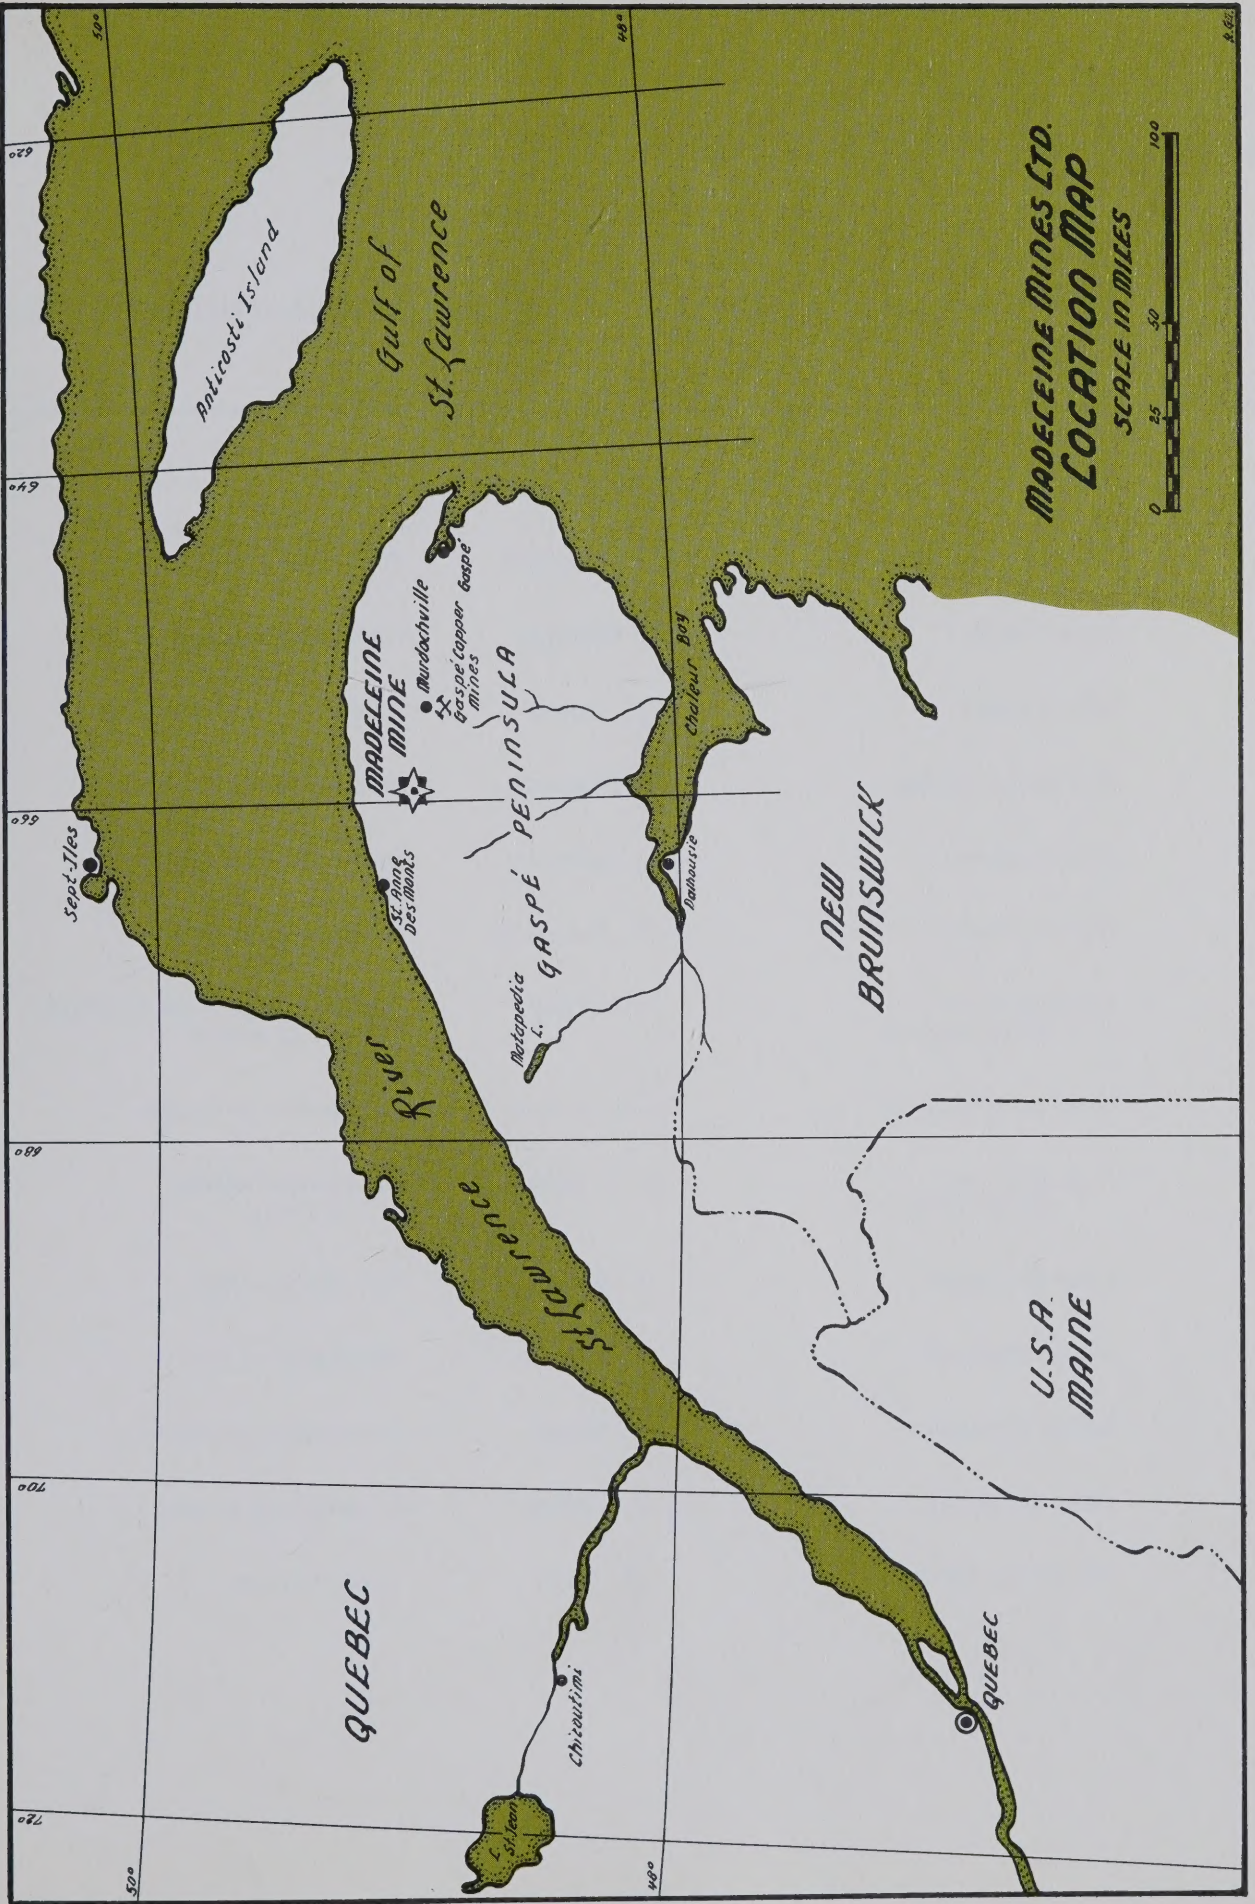 72°
70°
68°
66°
64°
62°
50°
50°
48°
48°
Sept-Iles
Anticosti Island
Gulf of
St. Lawrence
MADELEINE
MINE
Murdochville
Gaspé Copper
Mines
Gaspé
St. Anne
Des Monts
GASPÉ PENINSULA
Matapedia
L.
River
St Lawrence
Chaleur Bay
Dalhousie
NEW
BRUNSWICK
QUEBEC
Chicoutimi
L
St. Jean
QUEBEC
U.S.A.
MAINE
MADELEINE MINES LTD.
LOCATION MAP
SCALE IN MILES
0 25 50 100